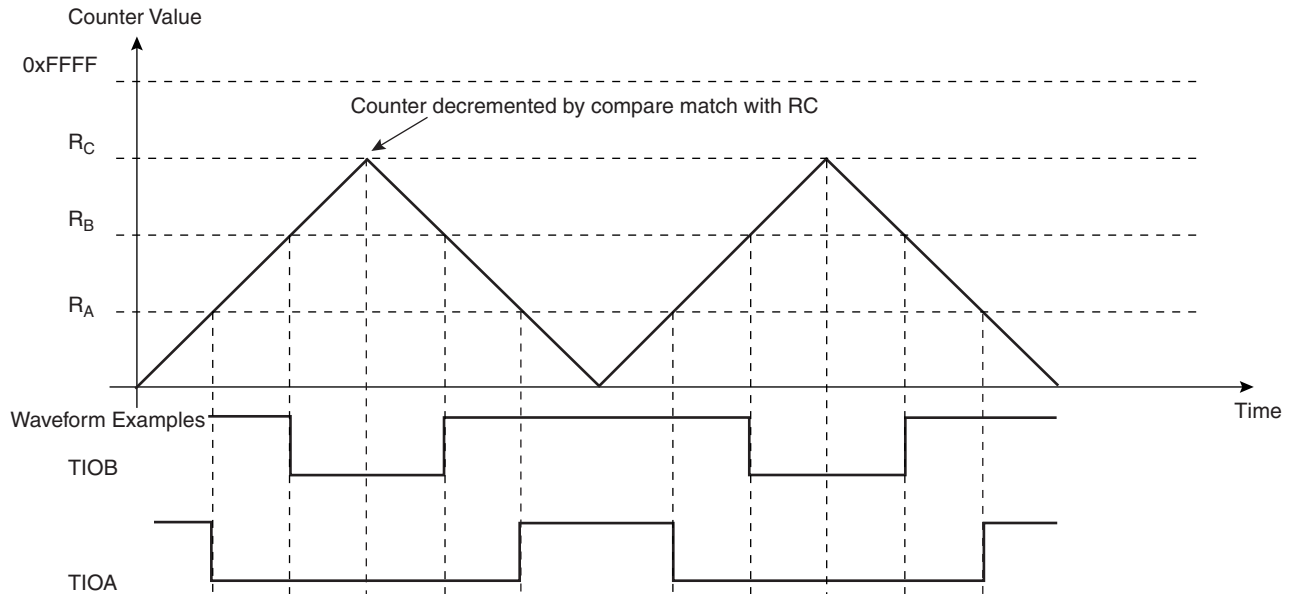 Counter Value
0xFFFF
Counter decremented by compare match with RC
RC
RB
RA
Time
Waveform Examples
TIOB
TIOA